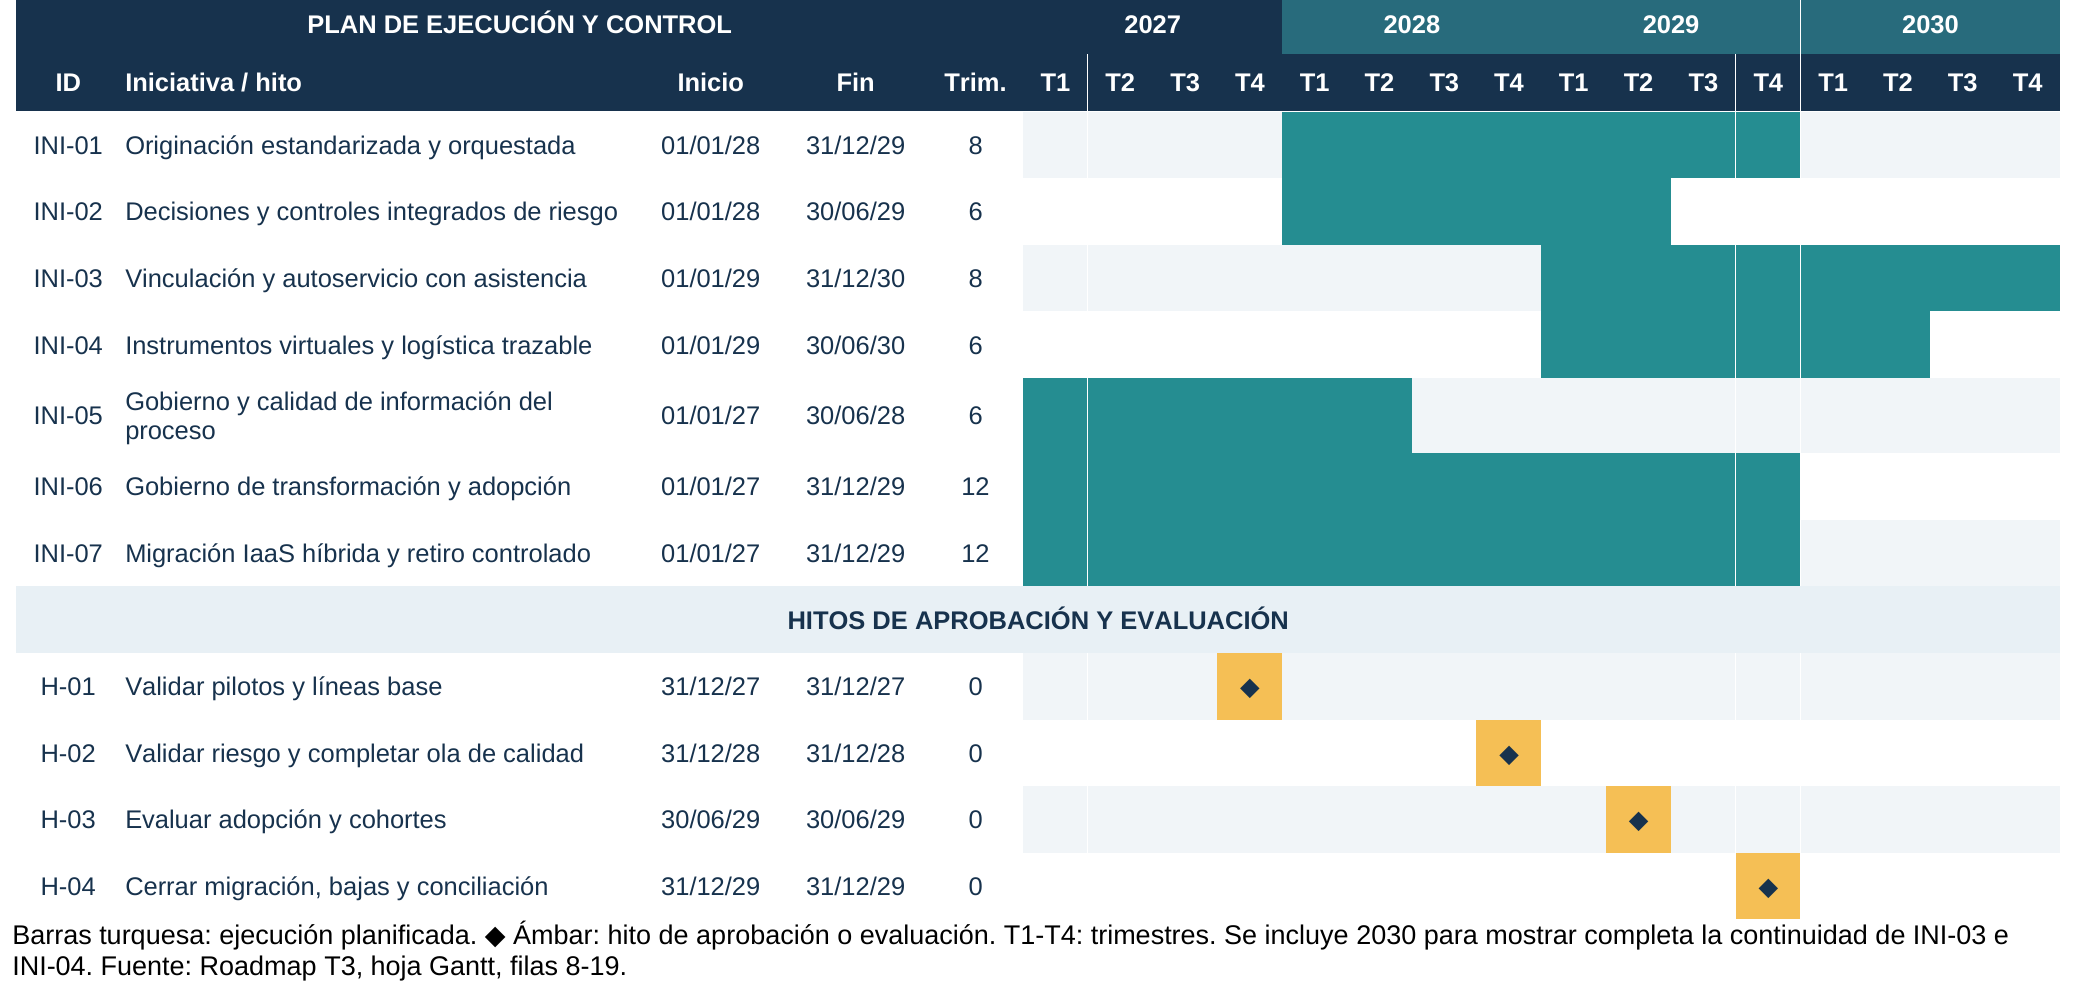 PLAN DE EJECUCIÓN Y CONTROL 2027 2028 2029 2030
ID Iniciativa / hito Inicio Fin Trim. T1 T2 T3 T4 T1 T2 T3 T4 T1 T2 T3 T4 T1 T2 T3 T4
INI-01 Originación estandarizada y orquestada 01/01/28 31/12/29 8
INI-02 Decisiones y controles integrados de riesgo 01/01/28 30/06/29 6
INI-03 Vinculación y autoservicio con asistencia 01/01/29 31/12/30 8
INI-04 Instrumentos virtuales y logística trazable 01/01/29 30/06/30 6
INI-05 Gobierno y calidad de información del
proceso 01/01/27 30/06/28 6
INI-06 Gobierno de transformación y adopción 01/01/27 31/12/29 12
INI-07 Migración IaaS híbrida y retiro controlado 01/01/27 31/12/29 12
HITOS DE APROBACIÓN Y EVALUACIÓN
H-01 Validar pilotos y líneas base 31/12/27 31/12/27 0 ◆
H-02 Validar riesgo y completar ola de calidad 31/12/28 31/12/28 0 ◆
H-03 Evaluar adopción y cohortes 30/06/29 30/06/29 0 ◆
H-04 Cerrar migración, bajas y conciliación 31/12/29 31/12/29 0 ◆
Barras turquesa: ejecución planificada. ◆ Ámbar: hito de aprobación o evaluación. T1-T4: trimestres. Se incluye 2030 para mostrar completa la continuidad de INI-03 e
INI-04. Fuente: Roadmap T3, hoja Gantt, filas 8-19.